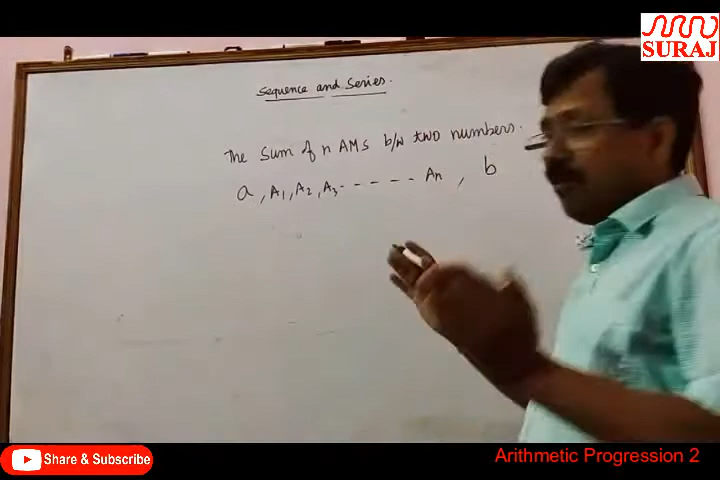 SURAJ
Sequence and Series.
The Sum of n AMs b/w two numbers.
a, A1, A2, A3- - - - - - An, b
Share & Subscribe
Arithmetic Progression 2